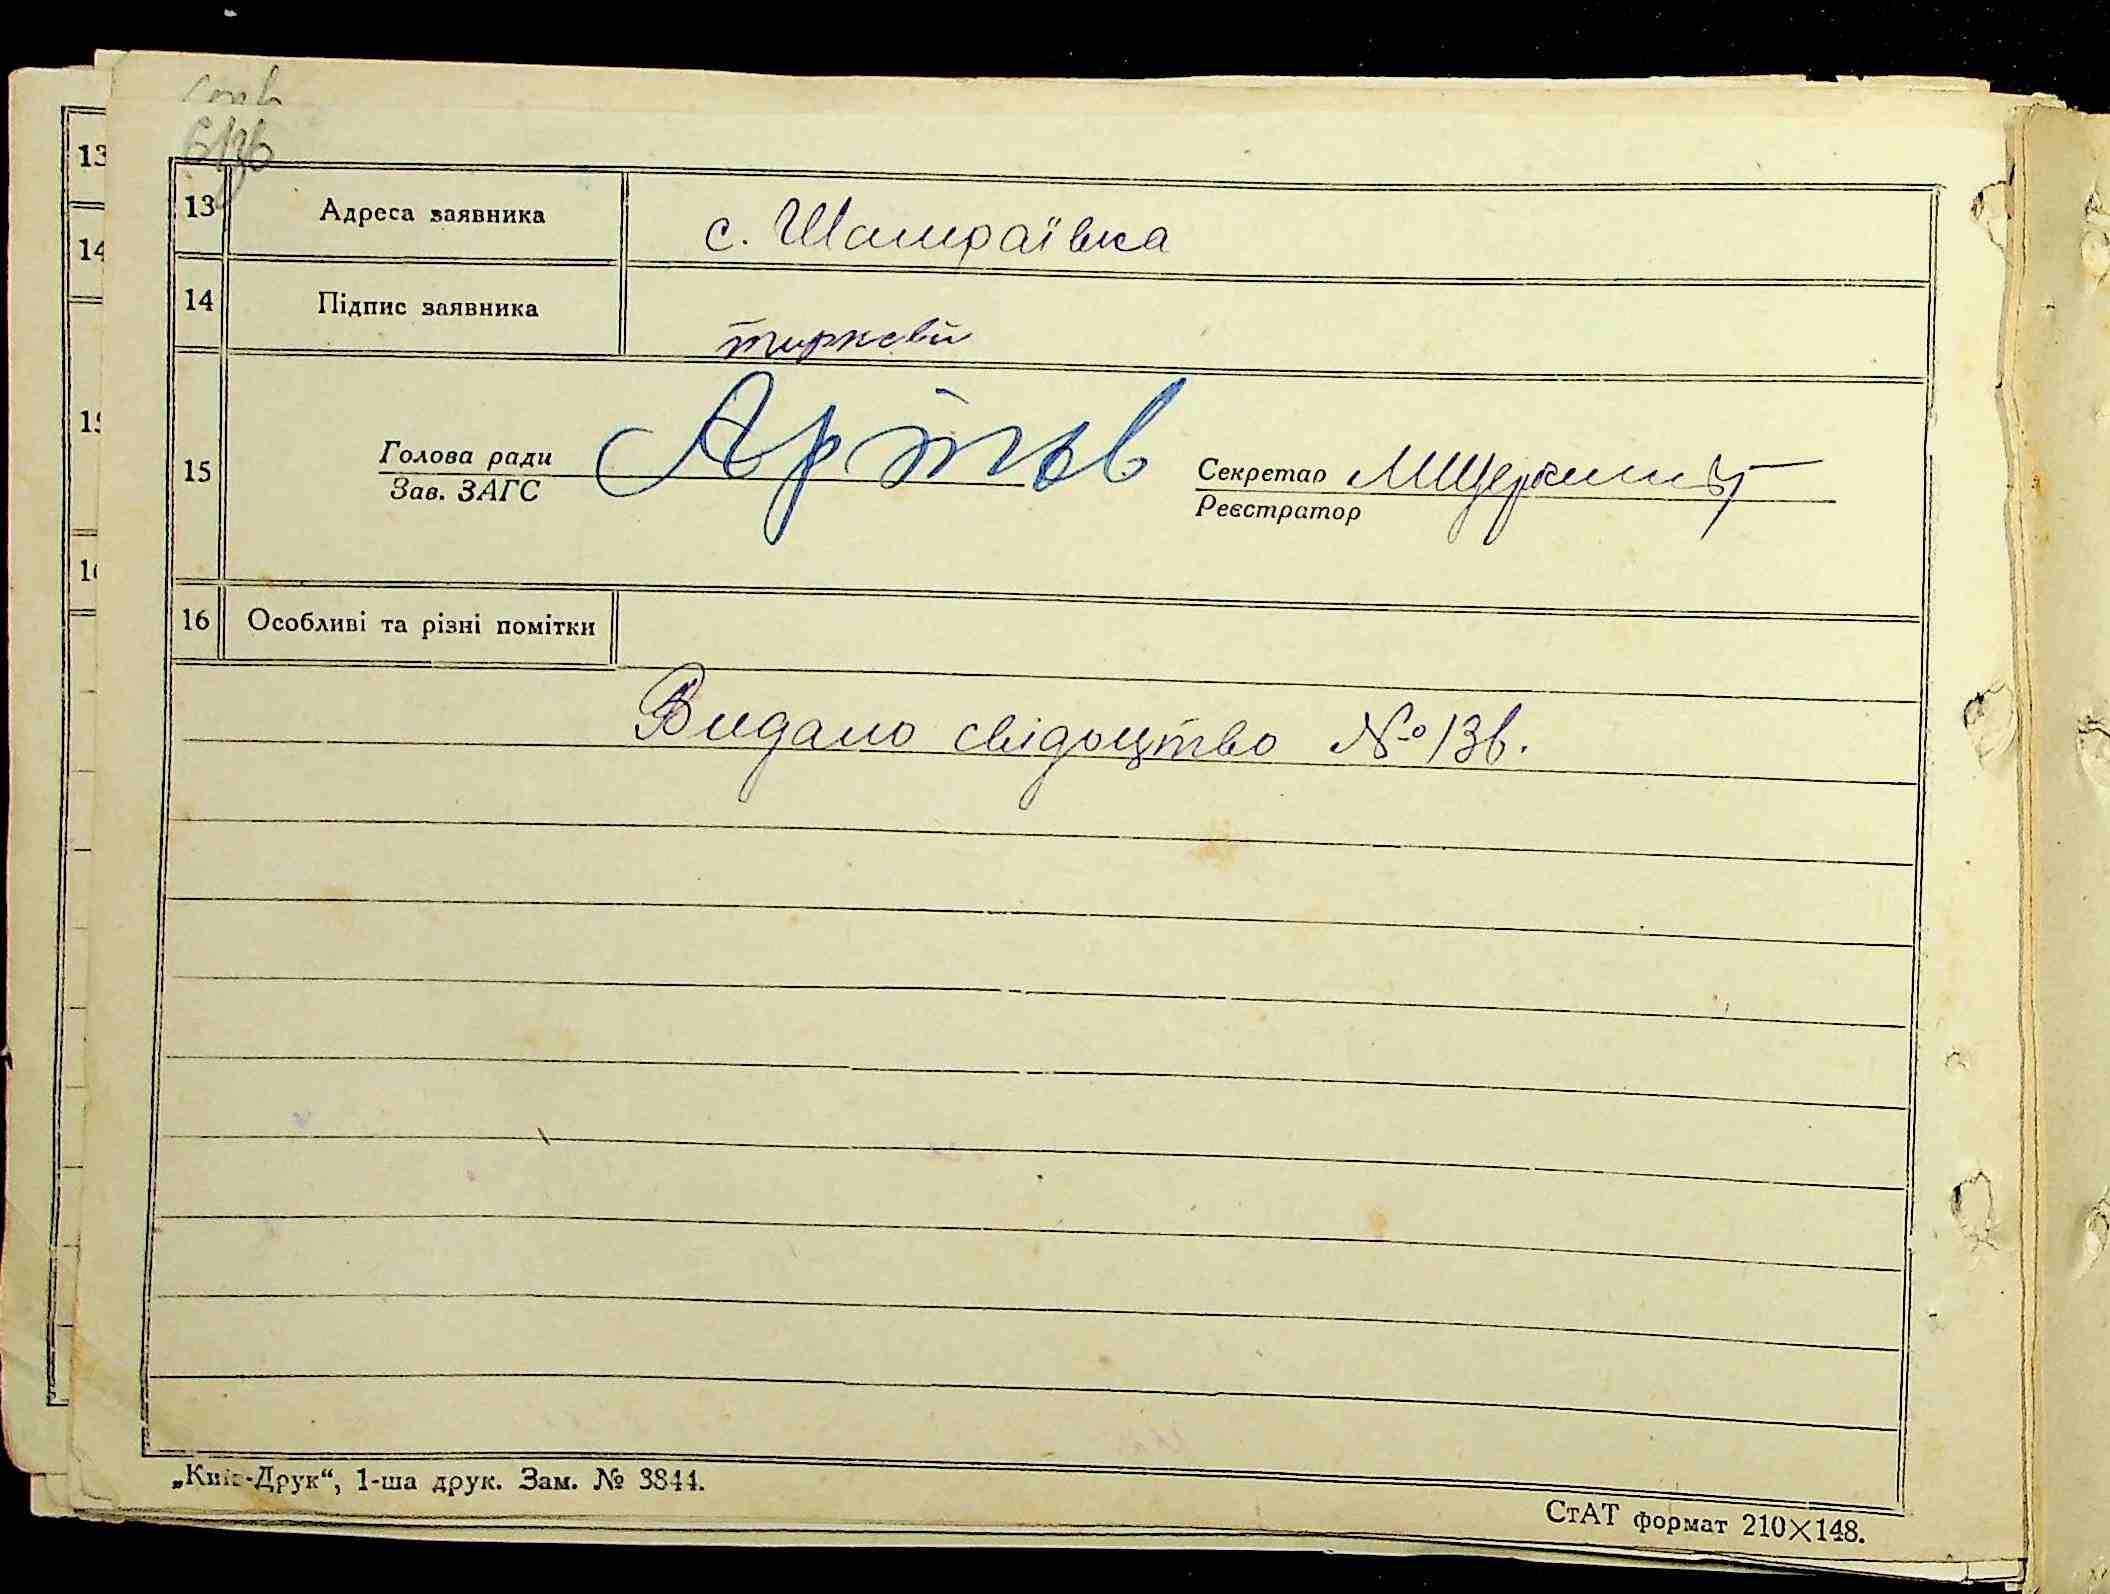 13 Адреса заявника с. Шамраївка
14 Підпис заявника
15 Голова ради Секретар
Зав. ЗАГС Реєстратор
16 Особливі та різні помітки
Видано свідоцтво №136.
„Київ-Друк“, 1-ша друк. Зам. № 3844.
СтАТ формат 210×148.